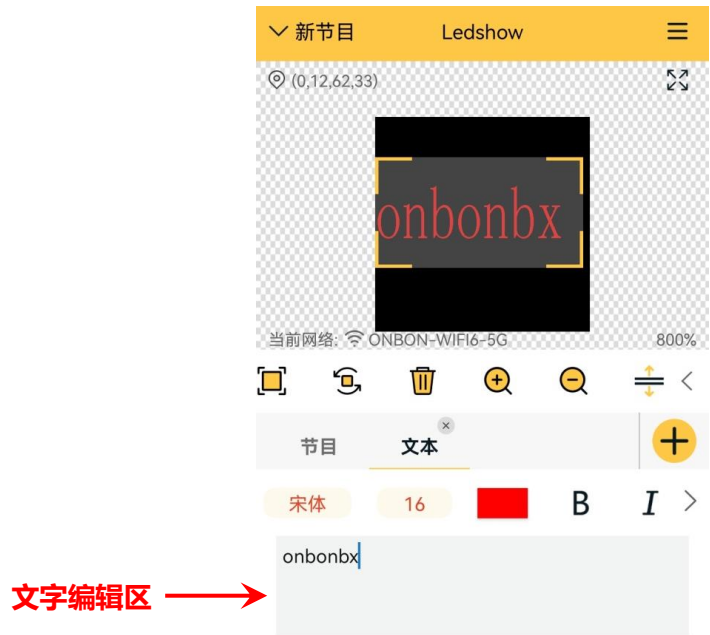 新节目 Ledshow
(0,12,62,33)
onbonbx
当前网络: ONBON-WIFI6-5G 800%
节目 文本
宋体 16 B I
onbonbx
文字编辑区